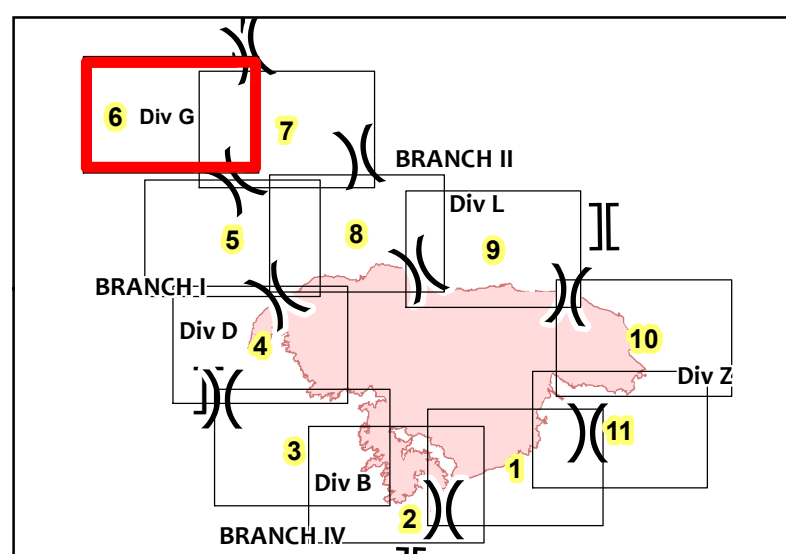 6
Div G
7
BRANCH II
Div L
5
8
9
BRANCH I
Div D
4
10
Div Z
3
11
1
Div B
2
BRANCH IV